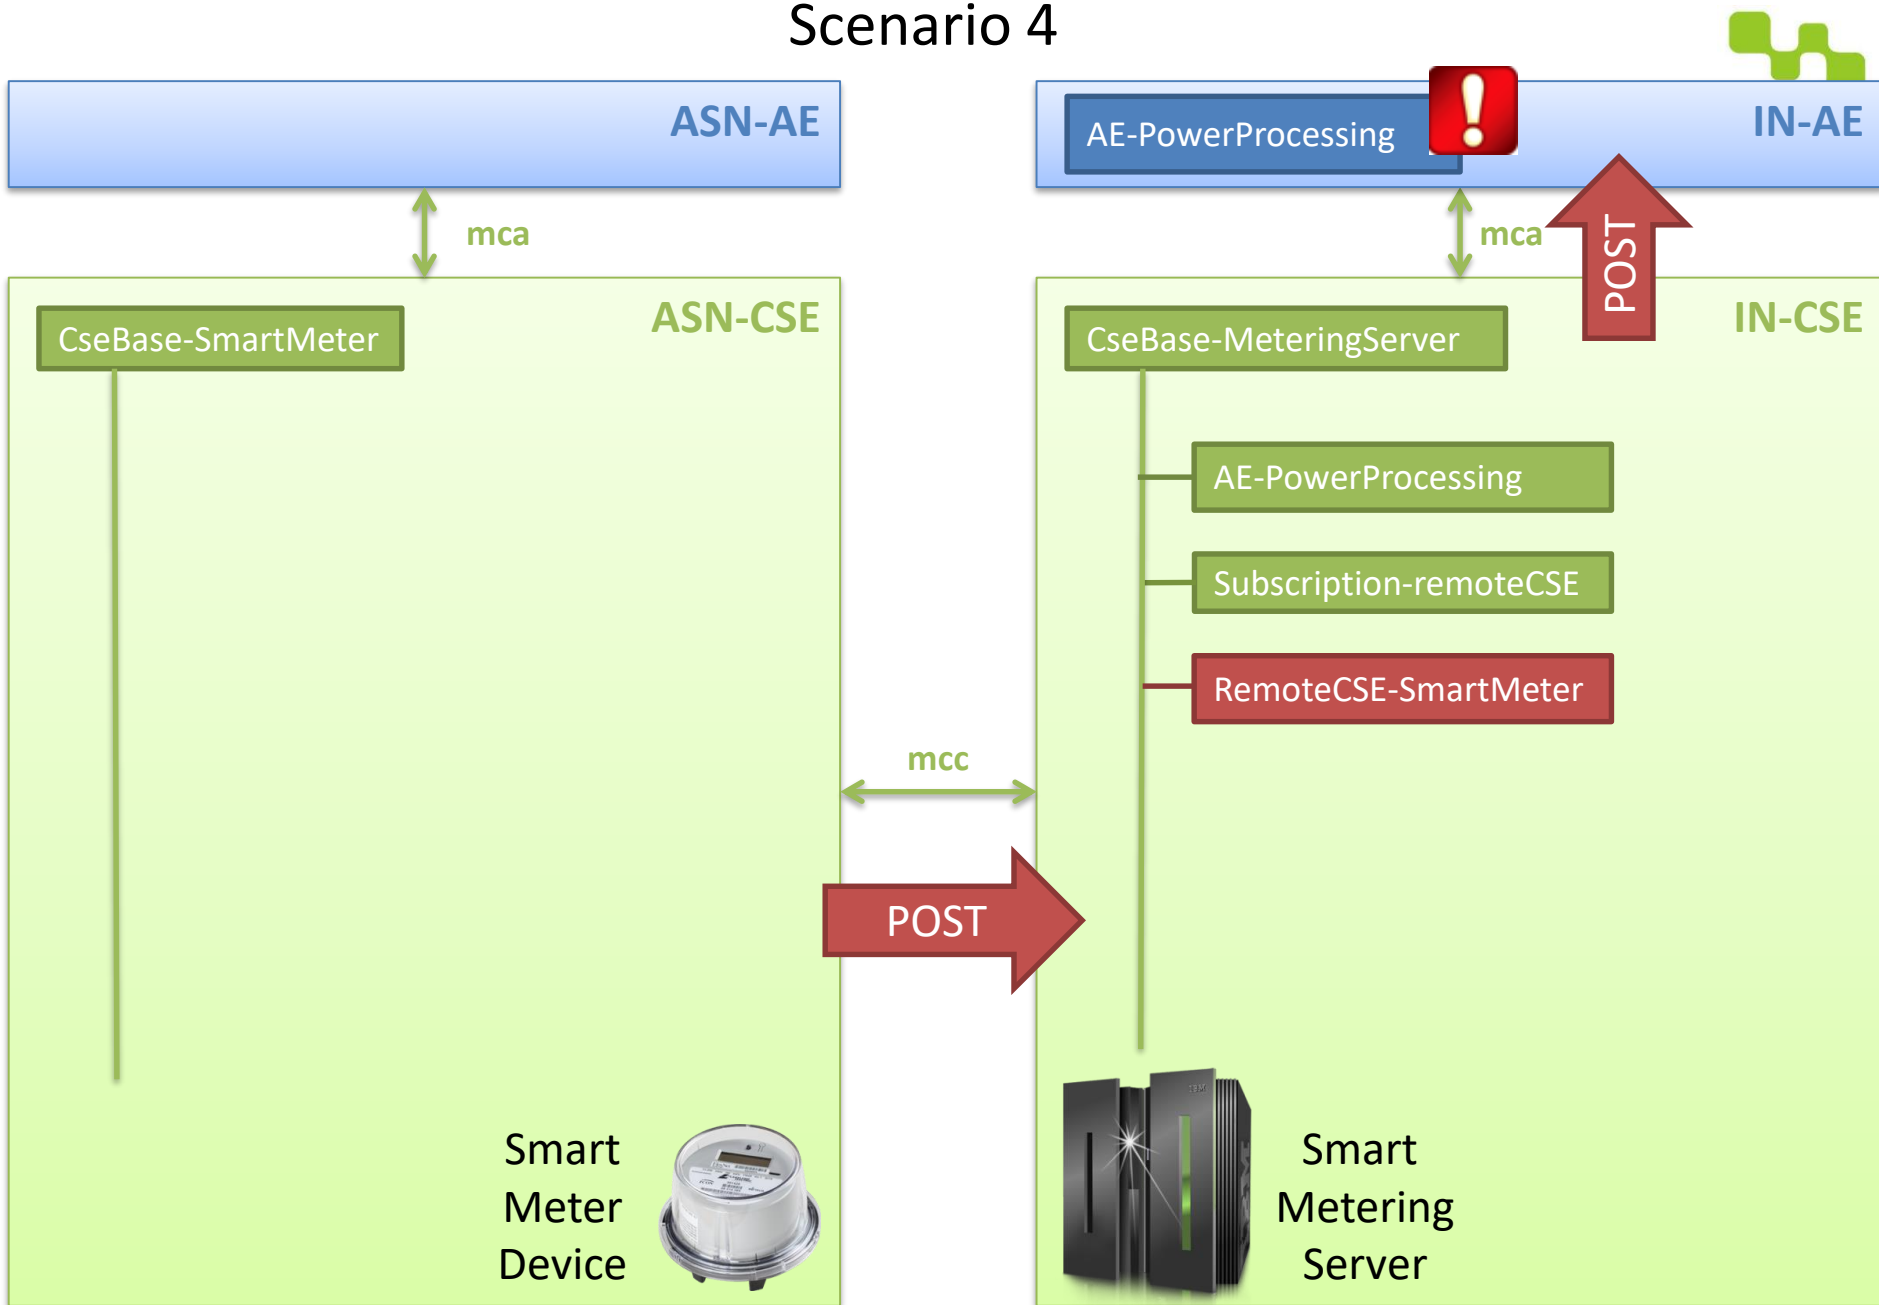 Scenario 4
ASN-AE
AE-PowerProcessing
IN-AE
mca
mca
POST
ASN-CSE
CseBase-SmartMeter
IN-CSE
CseBase-MeteringServer
AE-PowerProcessing
Subscription-remoteCSE
RemoteCSE-SmartMeter
mcc
POST
Smart
Meter
Device
Smart
Metering
Server